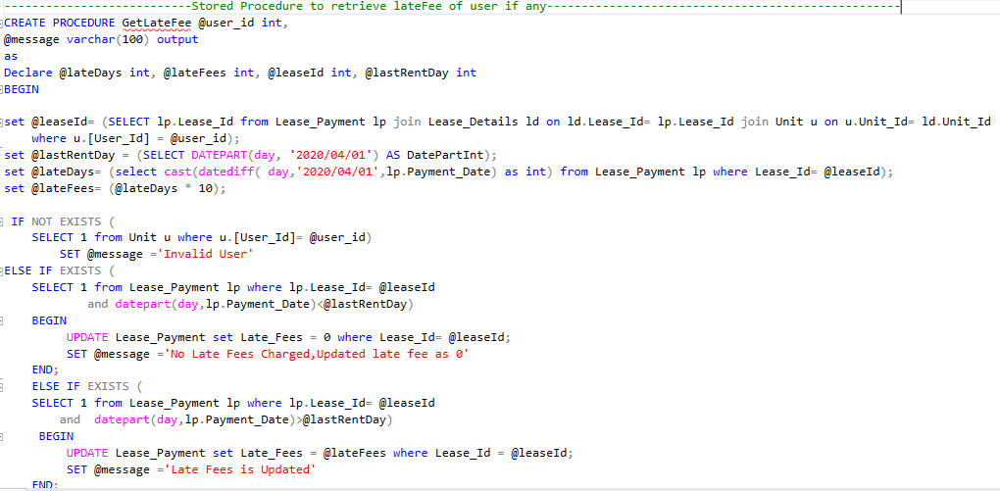 ---------------------------Stored Procedure to retrieve lateFee of user if any---------------------------------------------------
CREATE PROCEDURE GetLateFee @user_id int,
@message varchar(100) output
as
Declare @lateDays int, @lateFees int, @leaseId int, @lastRentDay int
BEGIN
set @leaseId= (SELECT lp.Lease_Id from Lease_Payment lp join Lease_Details ld on ld.Lease_Id= lp.Lease_Id join Unit u on u.Unit_Id= ld.Unit_Id
where u.[User_Id] = @user_id);
set @lastRentDay = (SELECT DATEPART(day, '2020/04/01') AS DatePartInt);
set @lateDays= (select cast(datediff( day,'2020/04/01',lp.Payment_Date) as int) from Lease_Payment lp where Lease_Id= @leaseId);
set @lateFees= (@lateDays * 10);
IF NOT EXISTS (
SELECT 1 from Unit u where u.[User_Id]= @user_id)
SET @message ='Invalid User'
ELSE IF EXISTS (
SELECT 1 from Lease_Payment lp where lp.Lease_Id= @leaseId
and datepart(day,lp.Payment_Date)<@lastRentDay)
BEGIN
UPDATE Lease_Payment set Late_Fees = 0 where Lease_Id= @leaseId;
SET @message ='No Late Fees Charged,Updated late fee as 0'
END;
ELSE IF EXISTS (
SELECT 1 from Lease_Payment lp where lp.Lease_Id= @leaseId
and  datepart(day,lp.Payment_Date)>@lastRentDay)
BEGIN
UPDATE Lease_Payment set Late_Fees = @lateFees where Lease_Id = @leaseId;
SET @message ='Late Fees is Updated'
END;